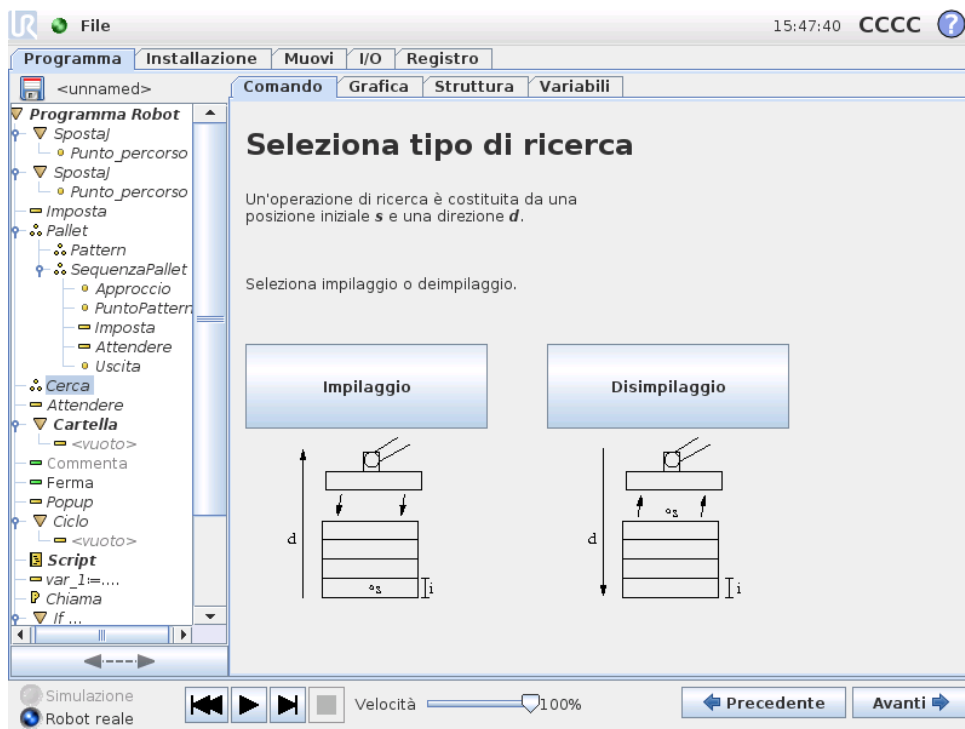 UR File 15:47:40 CCCC ?
Programma Installazione Muovi I/O Registro
<unnamed>
Comando Grafica Struttura Variabili
Programma Robot
SpostaJ
Punto_percorso
SpostaJ
Punto_percorso
Imposta
Pallet
Pattern
SequenzaPallet
Approccio
PuntoPattern
Imposta
Attendere
Uscita
Cerca
Attendere
Cartella
<vuoto>
Commenta
Ferma
Popup
Ciclo
<vuoto>
Script
var_1:=....
Chiama
If ...
Seleziona tipo di ricerca
Un'operazione di ricerca è costituita da una
posizione iniziale s e una direzione d.
Seleziona impilaggio o deimpilaggio.
Impilaggio Disimpilaggio
d s i
d s i
Simulazione
Robot reale
Velocità 100%
Precedente Avanti